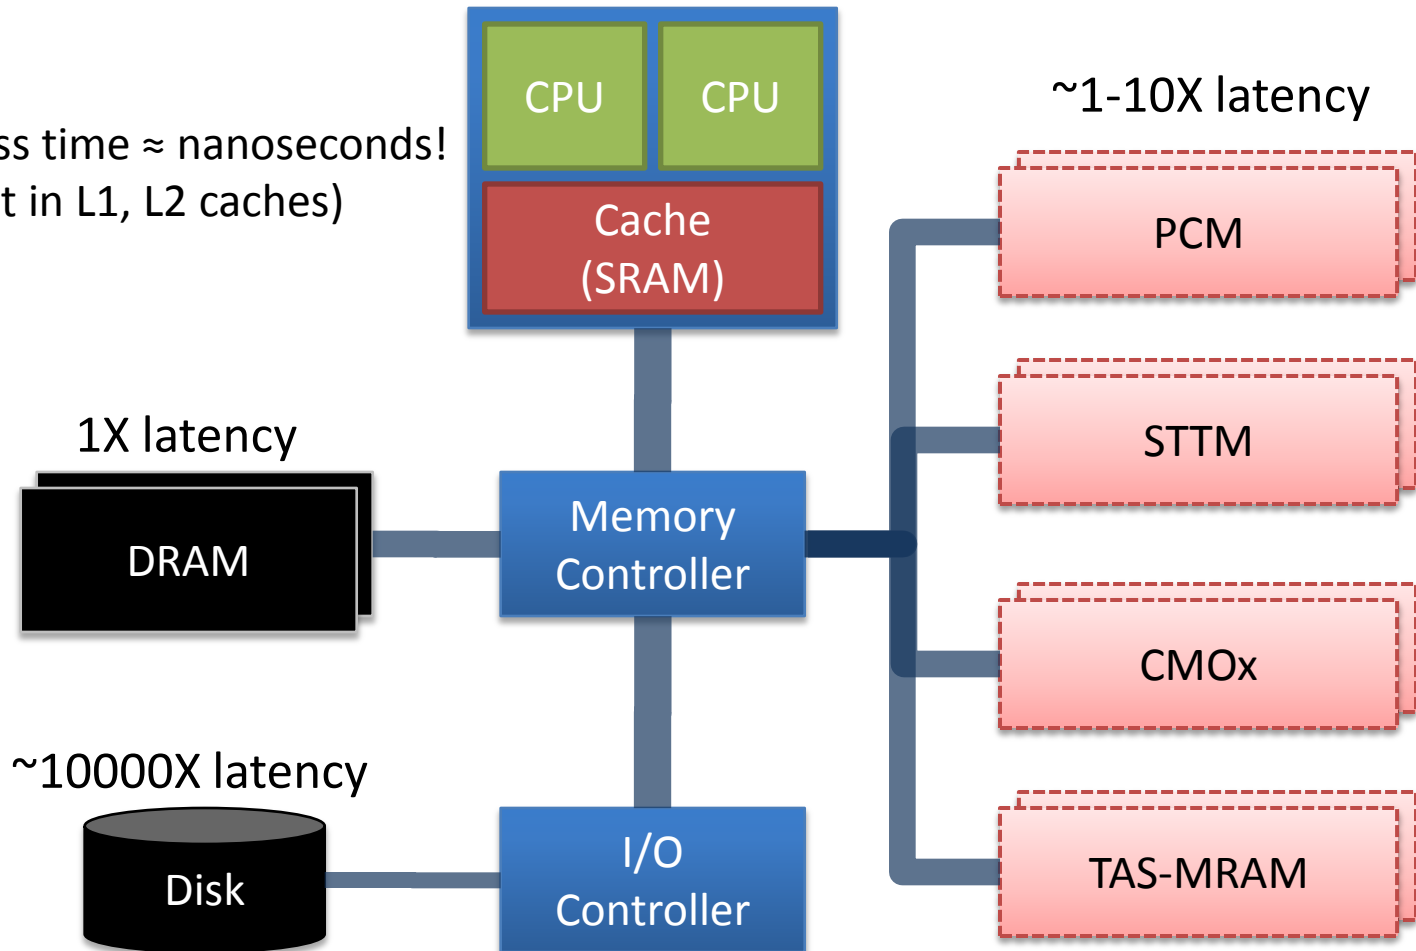 CPU
CPU
~1-10X latency
ss time ≈ nanoseconds!
t in L1, L2 caches)
Cache
(SRAM)
PCM
1X latency
STTM
DRAM
Memory
Controller
CMOx
~10000X latency
Disk
I/O
Controller
TAS-MRAM